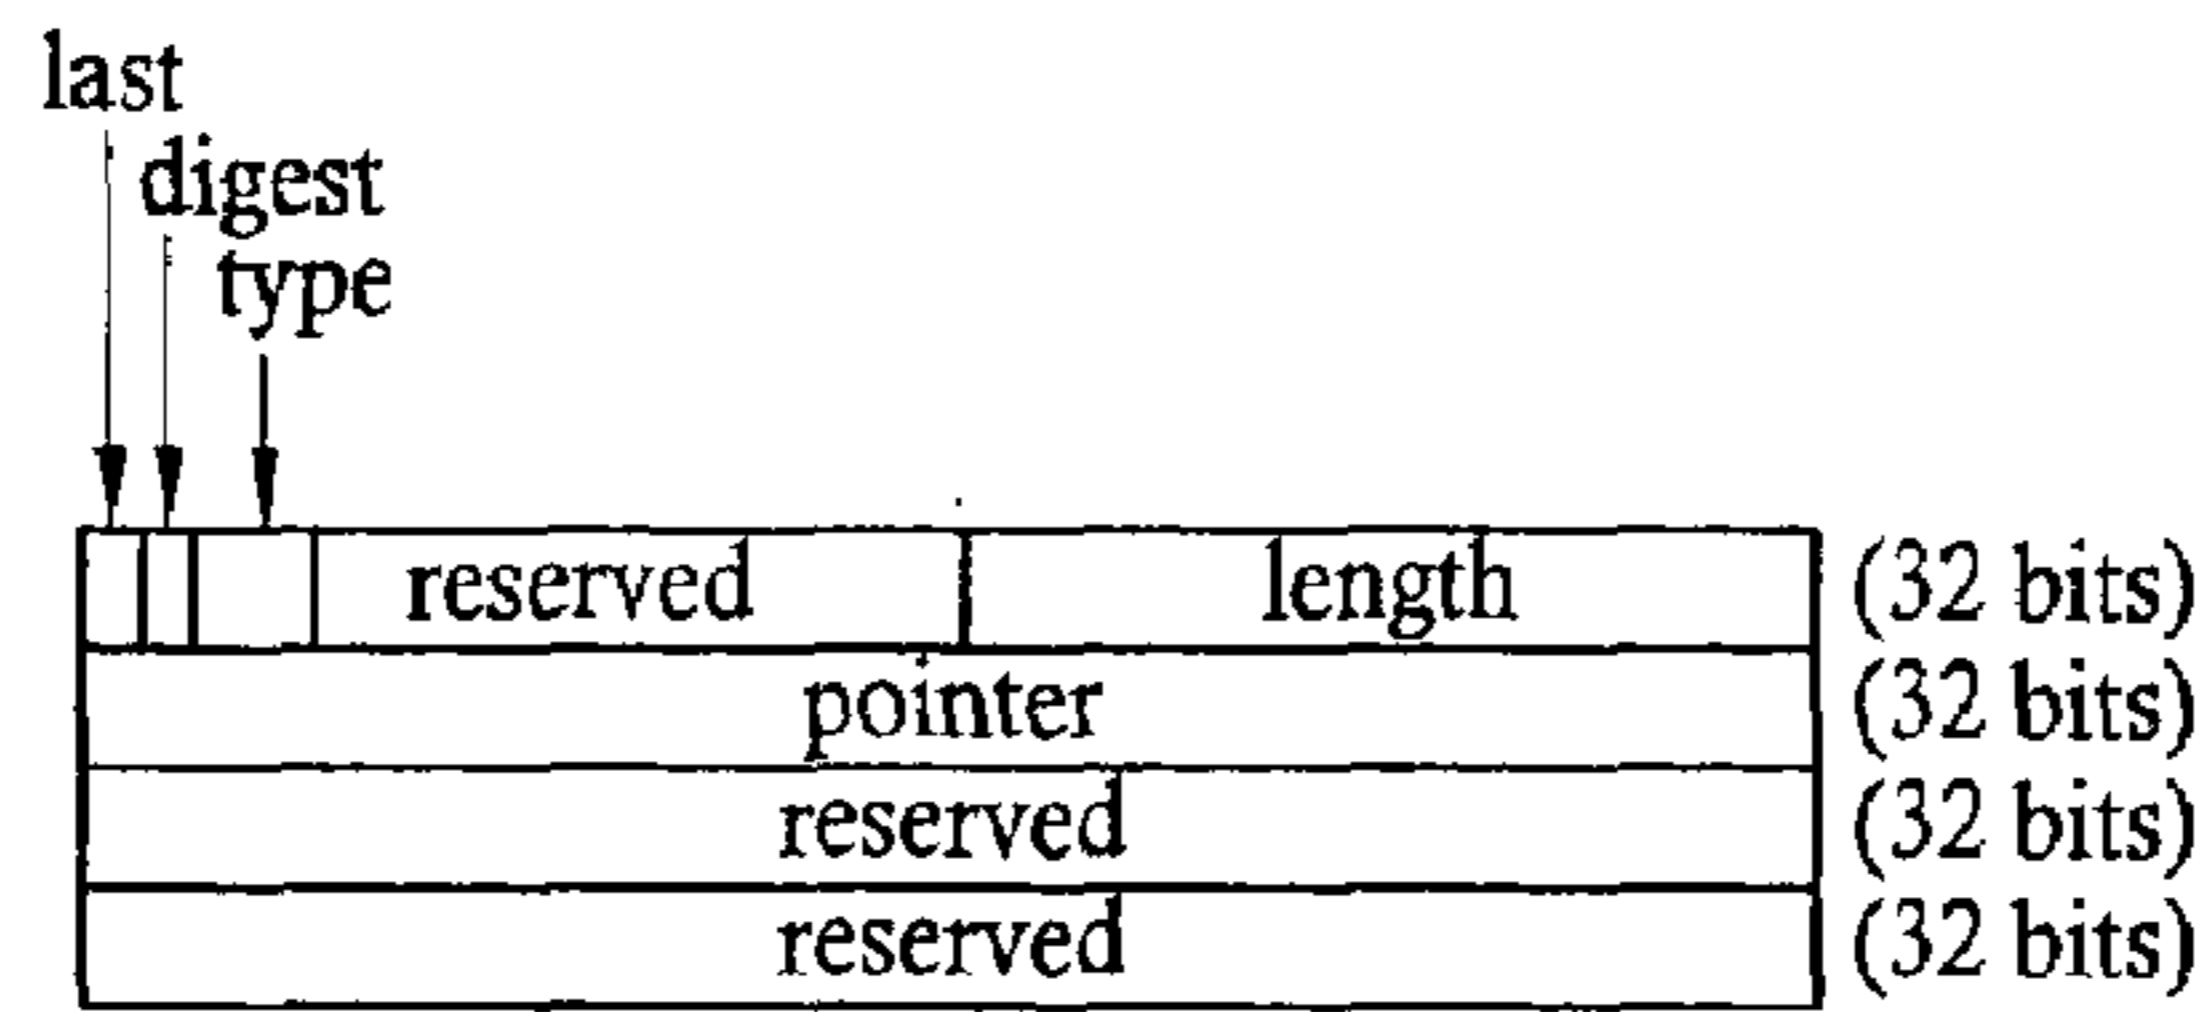 last
digest
type
reserved length (32 bits)
pointer (32 bits)
reserved (32 bits)
reserved (32 bits)